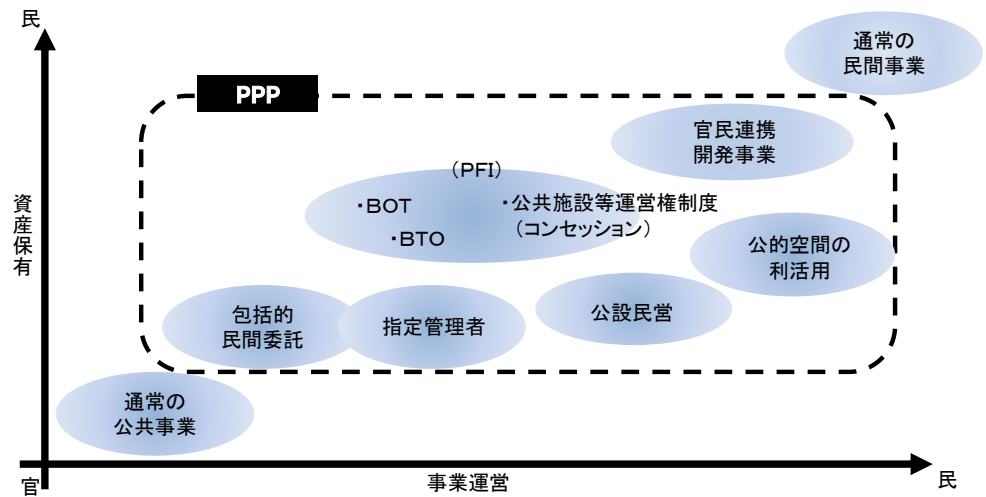 民
通常の
民間事業
PPP
官民連携
開発事業
（PFI）
・BOT
・公共施設等運営権制度
（コンセッション）
・BTO
資産保有
公的空間の
利活用
包括的
民間委託
指定管理者
公設民営
通常の
公共事業
官
事業運営
民